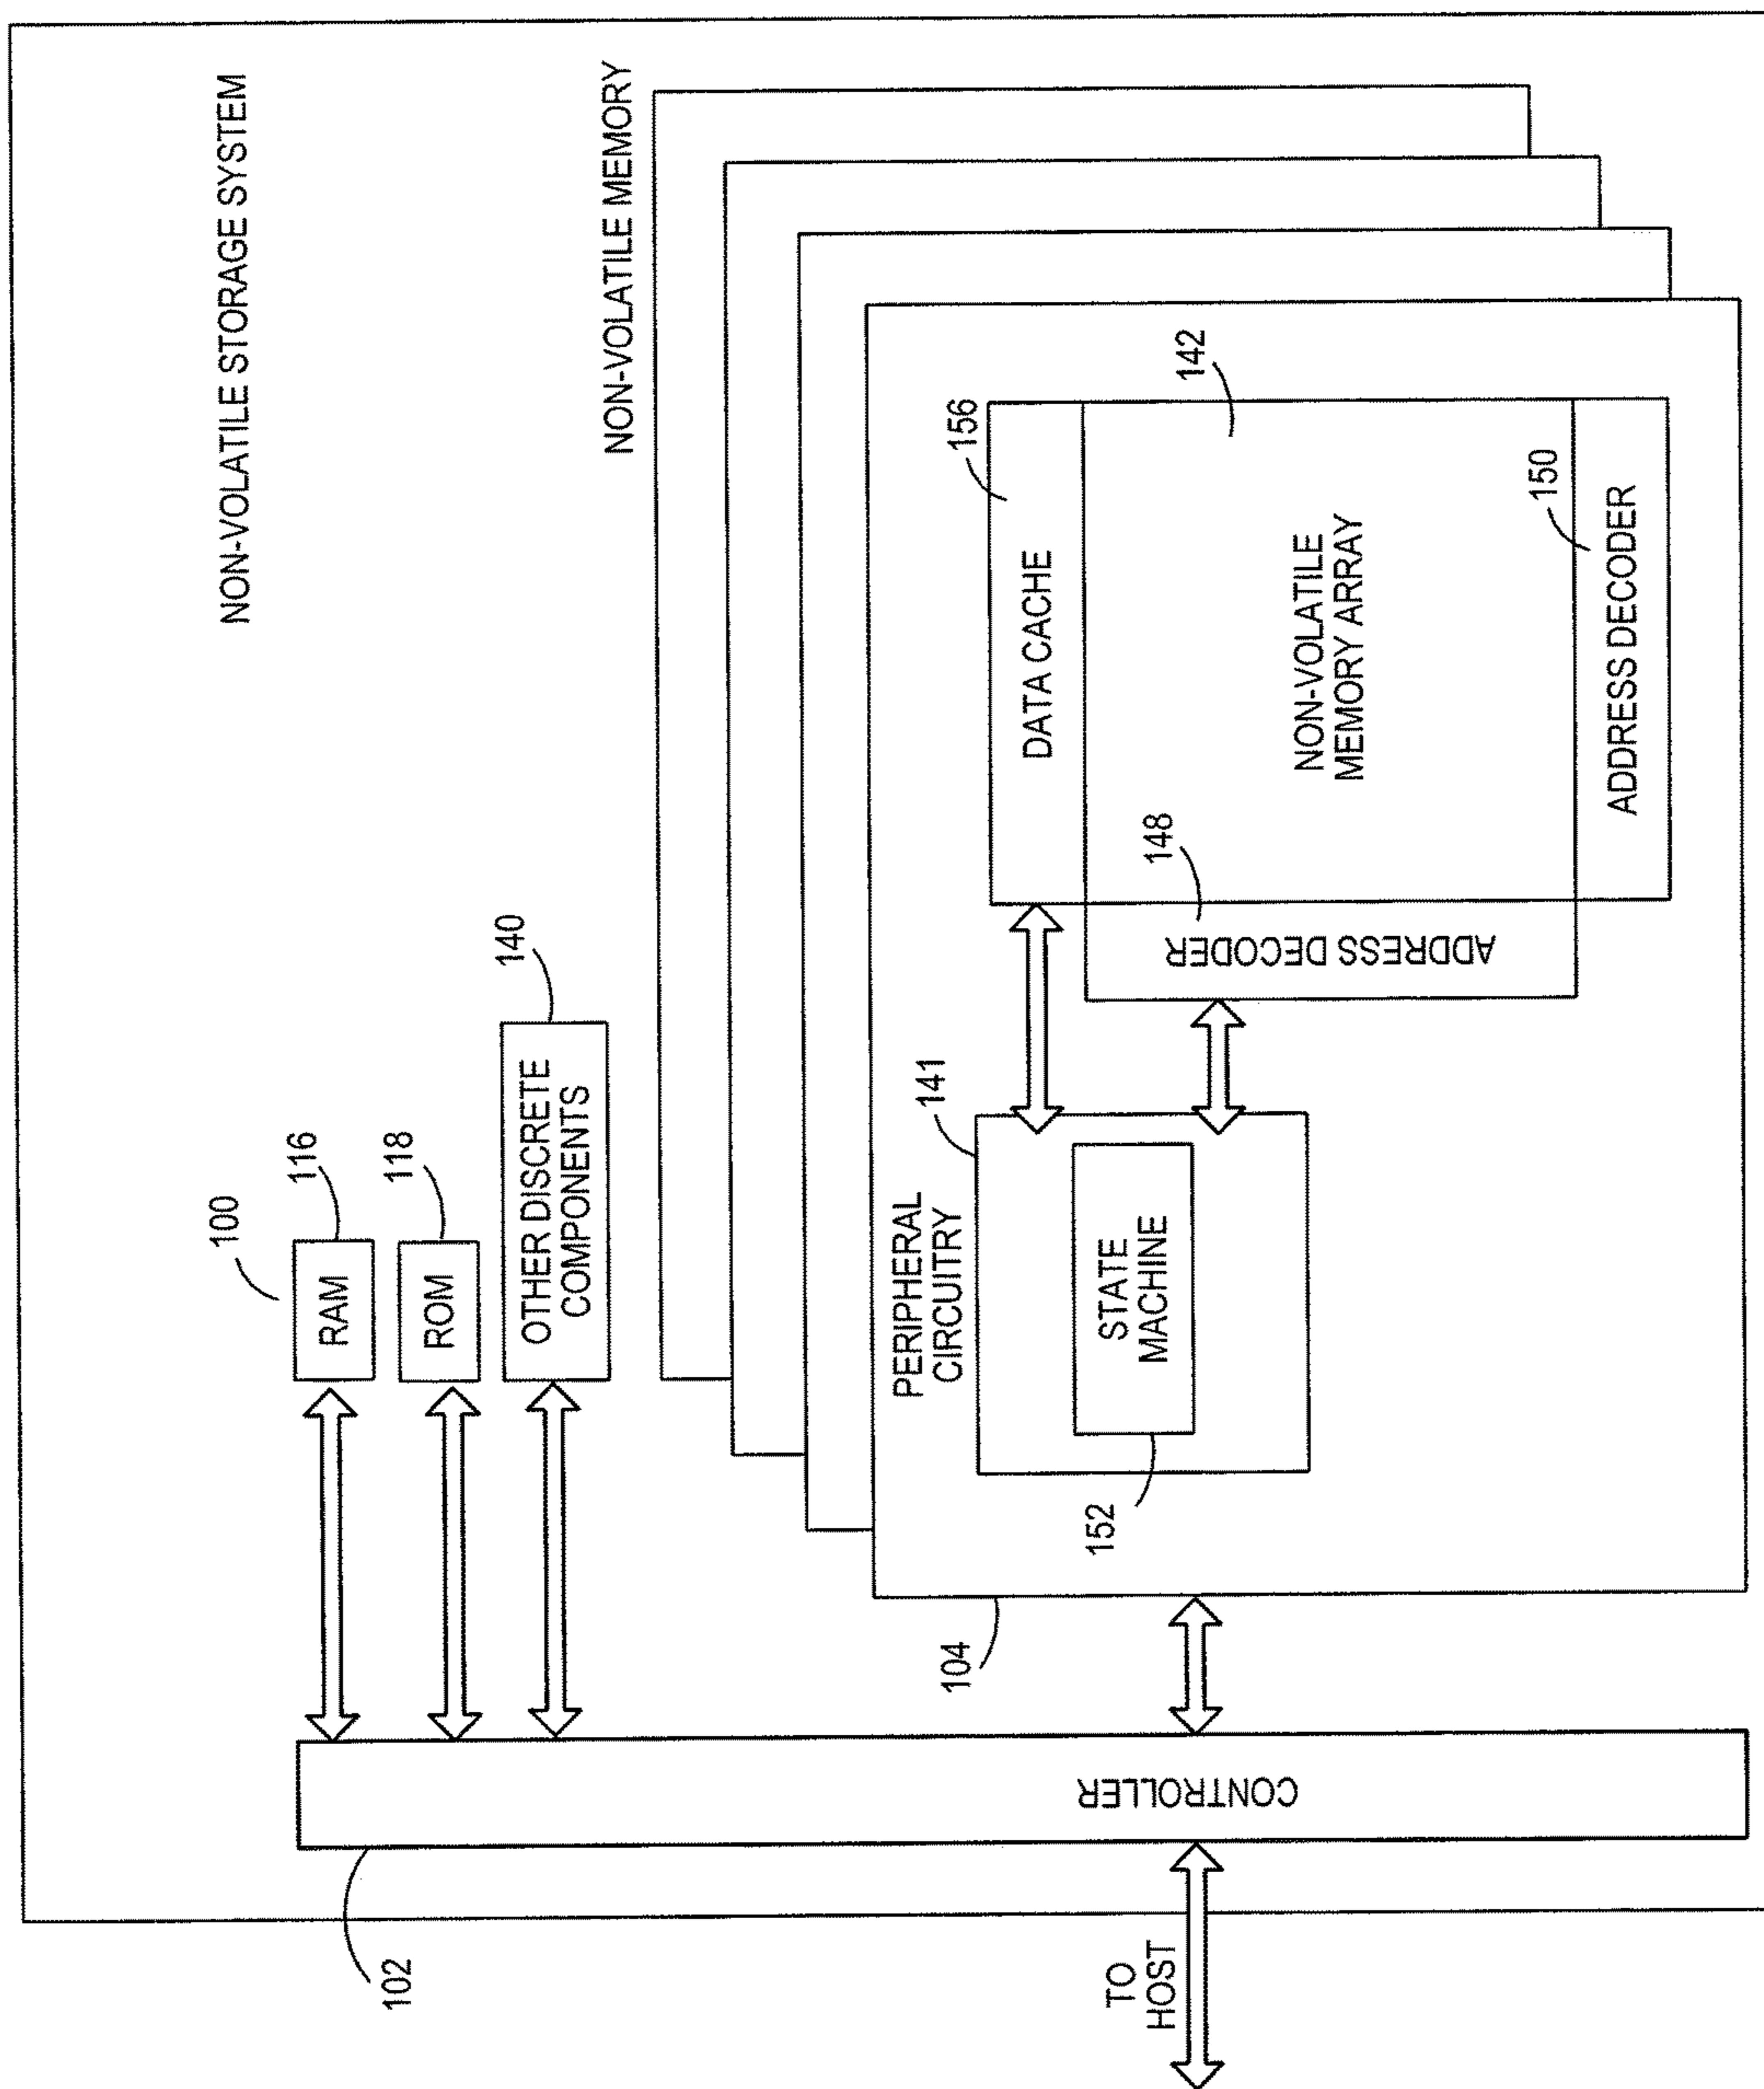 NON-VOLATILE STORAGE SYSTEM
100
116
RAM
118
ROM
140
OTHER DISCRETE
COMPONENTS
NON-VOLATILE MEMORY
102
CONTROLLER
TO
HOST
104
PERIPHERAL
CIRCUITRY
141
STATE
MACHINE
152
156
DATA CACHE
142
NON-VOLATILE
MEMORY ARRAY
148
ADDRESS DECODER
150
ADDRESS DECODER